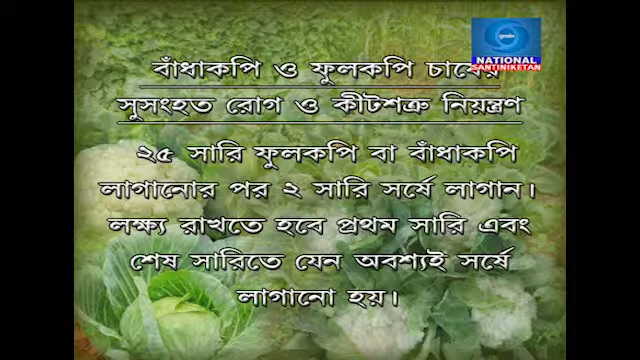 NATIONAL
SANTINIKETAN
বাঁধাকপি ও ফুলকপি চাষের
সুসংহত রোগ ও কীটশত্রু নিয়ন্ত্রণ
২৫ সারি ফুলকপি বা বাঁধাকপি
লাগানোর পর ২ সারি সর্ষে লাগান।
লক্ষ্য রাখতে হবে প্রথম সারি এবং
শেষ সারিতে যেন অবশ্যই সর্ষে
লাগানো হয়।